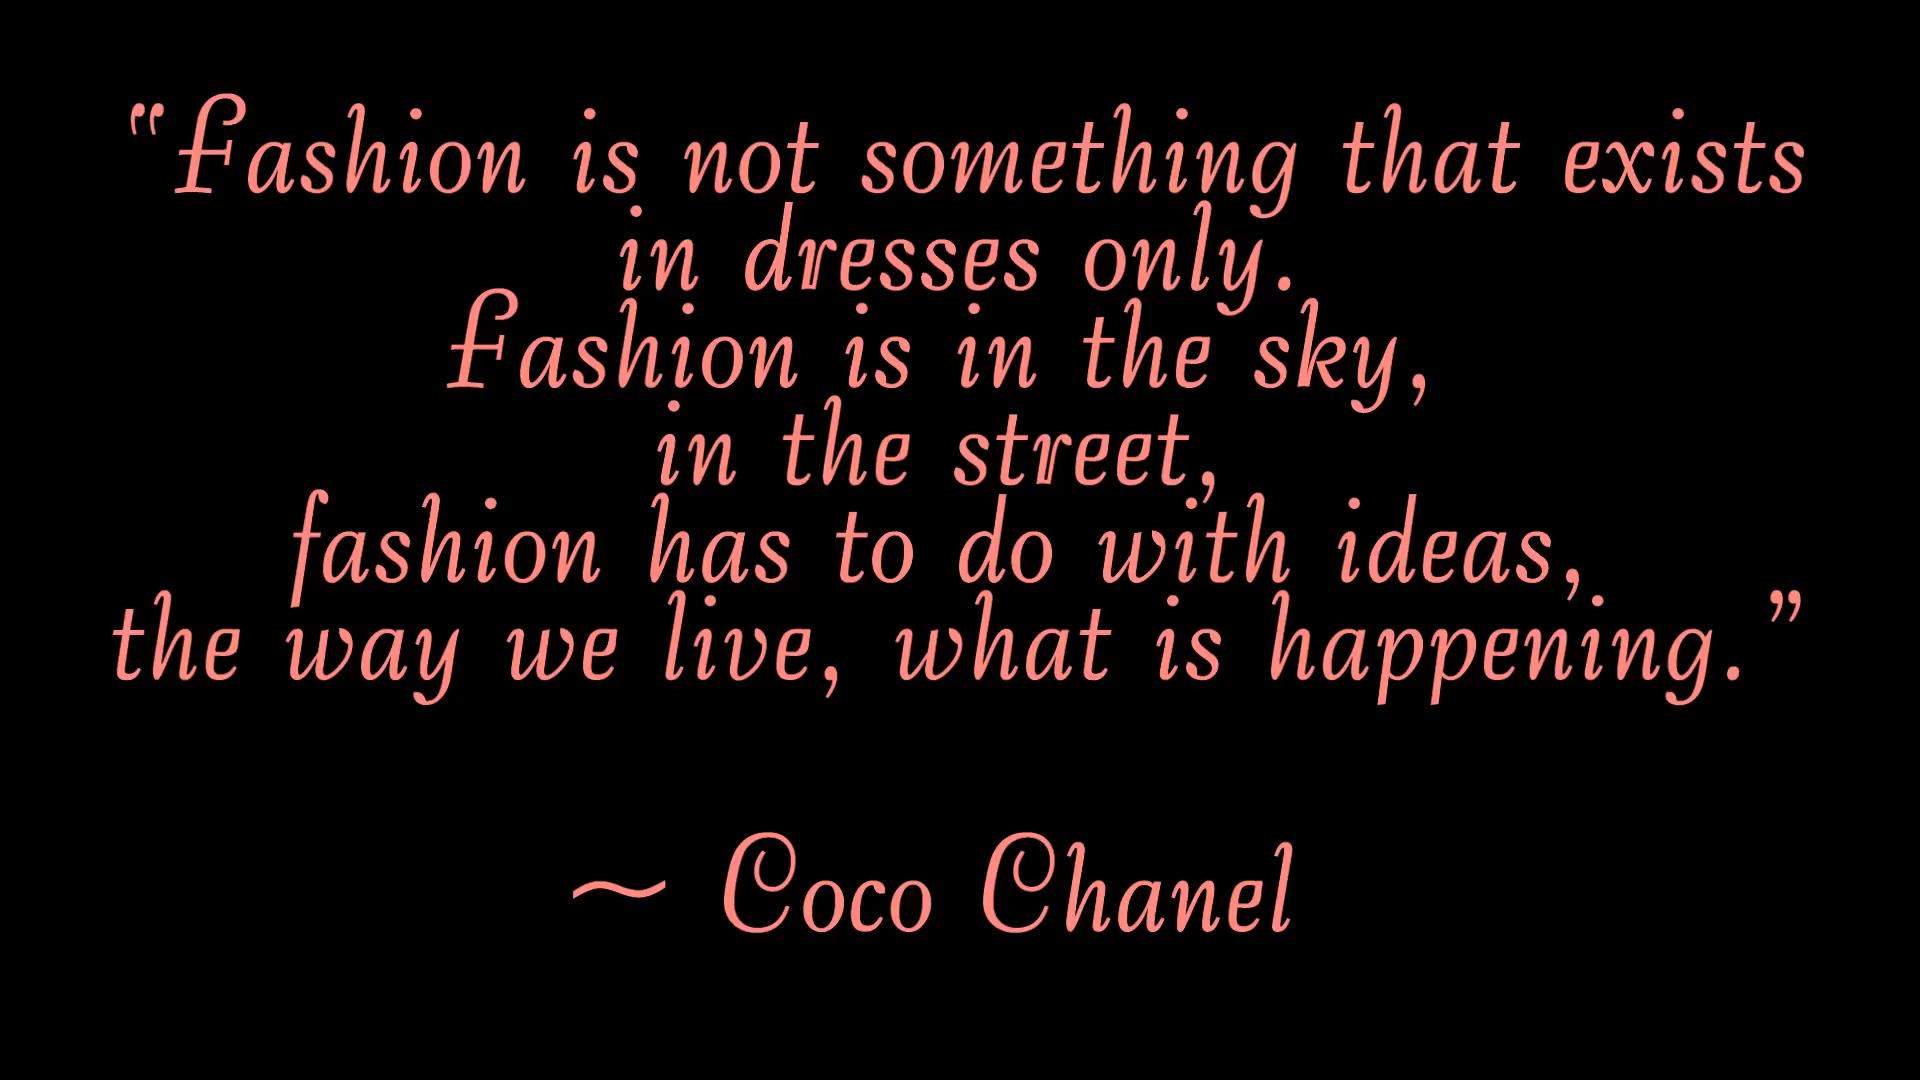 “Fashion is not something that exists
in dresses only.
Fashion is in the sky,
in the street,
fashion has to do with ideas,
the way we live, what is happening.”
~ Coco Chanel